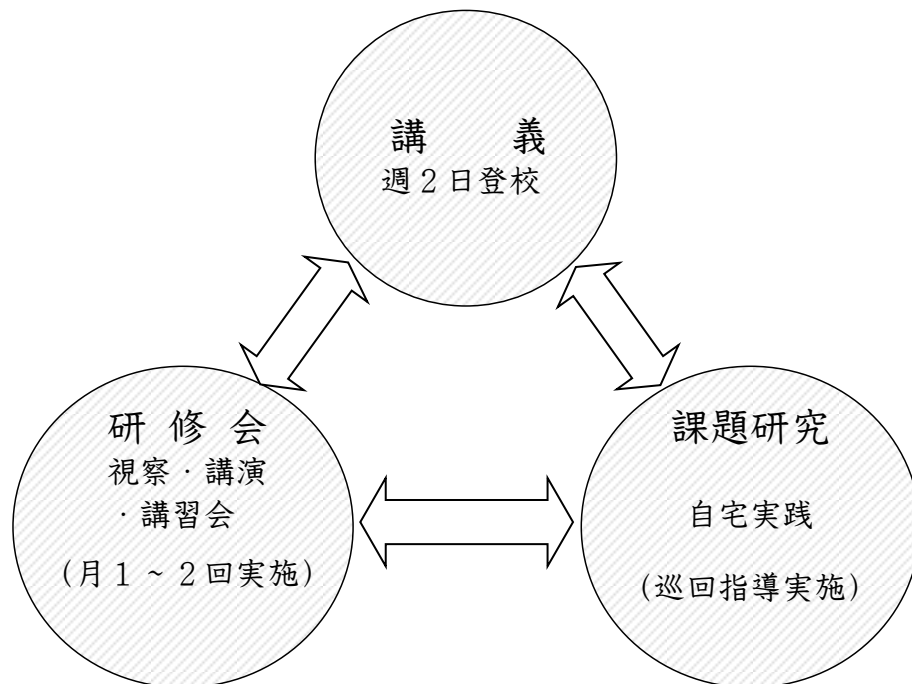 講　義
週２日登校
研 修 会
視察・講演
・講習会
(月１～２回実施)
課題研究
自宅実践
(巡回指導実施)